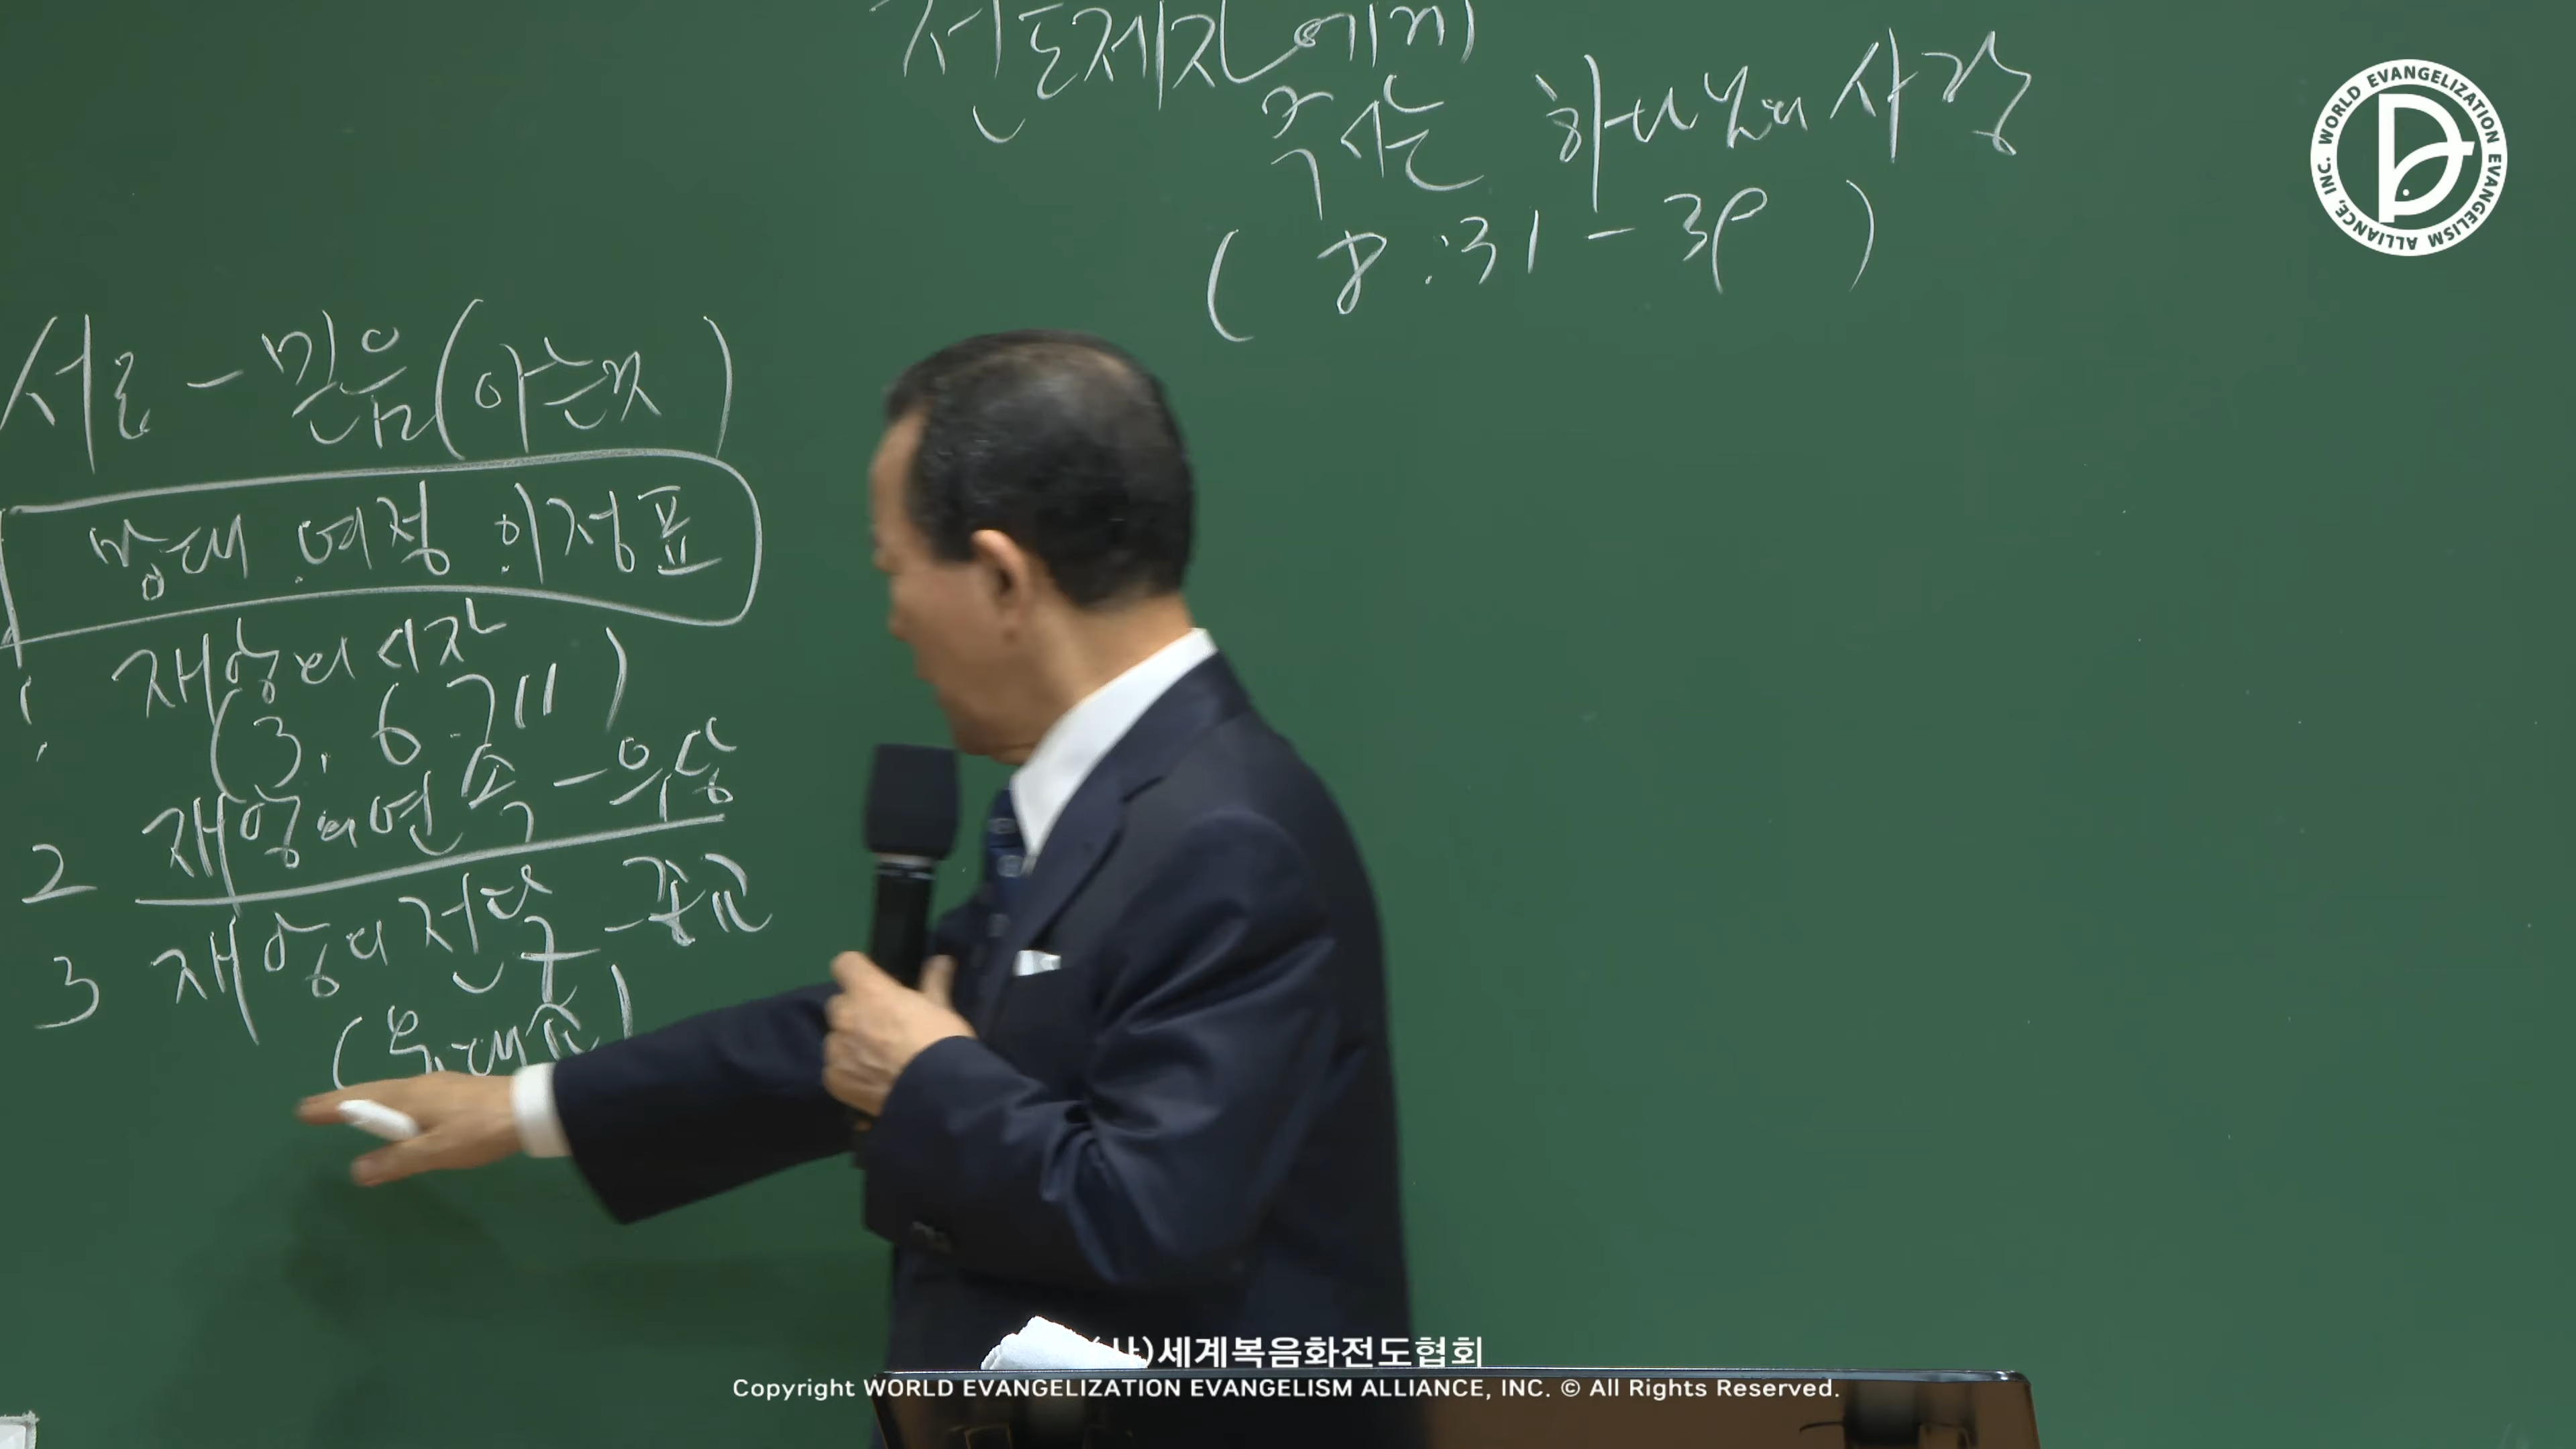 전도제자에게
주신 하나님의 사랑
( 8:31-39 )
서론 - 믿음(아는것 )
망대 여정 이정표
1. 재앙의 시작
(3. 6. 7 11 )
2 재앙의 연속 - 우상
3 재앙의 전달 - 종교
WORLD EVANGELIZATION EVANGELISM ALLIANCE, INC.
)세계복음화전도협회
Copyright WORLD EVANGELIZATION EVANGELISM ALLIANCE, INC. © All Rights Reserved.